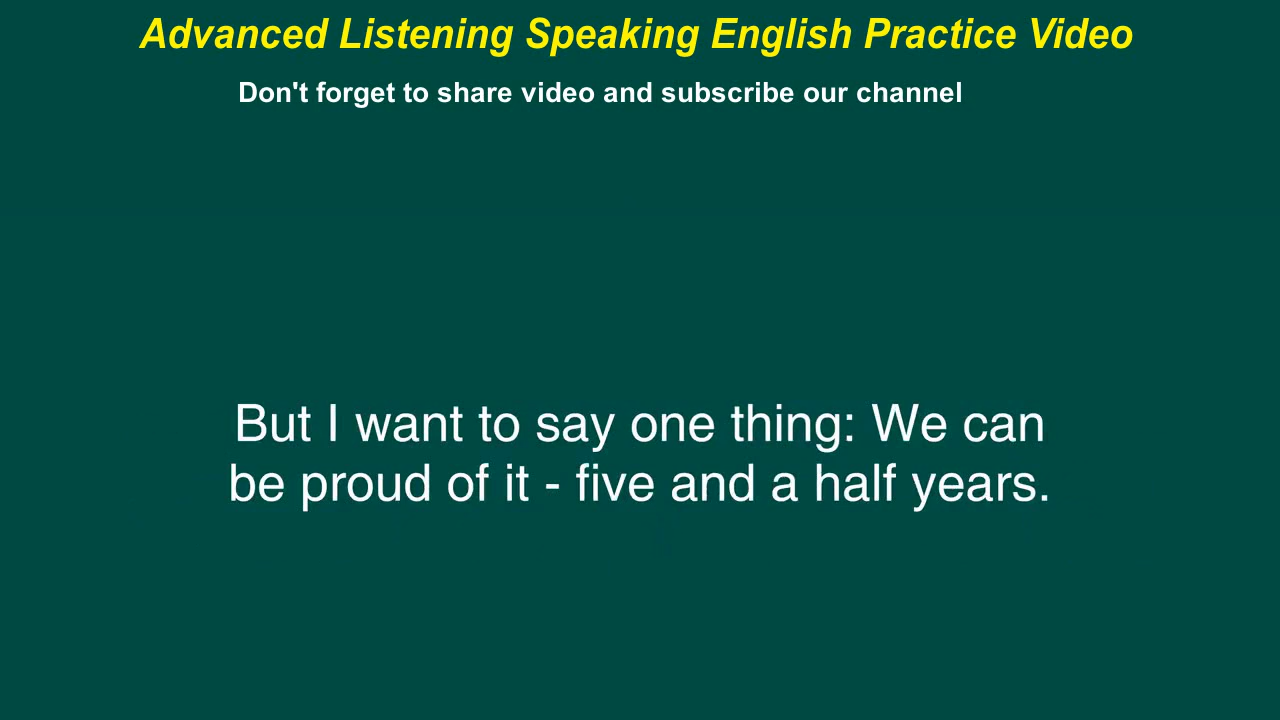 Advanced Listening Speaking English Practice Video
Don't forget to share video and subscribe our channel
But I want to say one thing: We can
be proud of it - five and a half years.